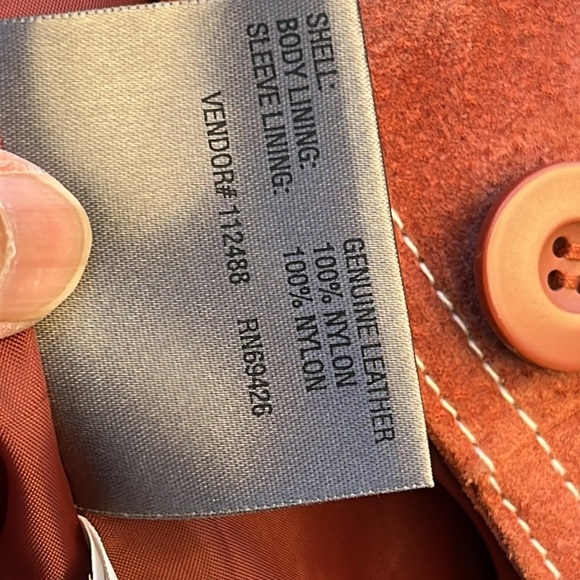 SHELL: GENUINE LEATHER
BODY LINING: 100% NYLON
SLEEVE LINING: 100% NYLON
VENDOR# 112488 RN69426